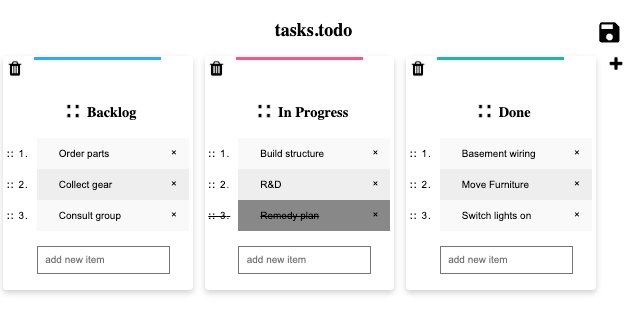 tasks.todo
:: Backlog
:: 1. Order parts ×
:: 2. Collect gear ×
:: 3. Consult group ×
add new item
:: In Progress
:: 1. Build structure ×
:: 2. R&D ×
:: 3. Remody plan ×
add new item
:: Done
:: 1. Basement wiring ×
:: 2. Move Furniture ×
:: 3. Switch lights on ×
add new item